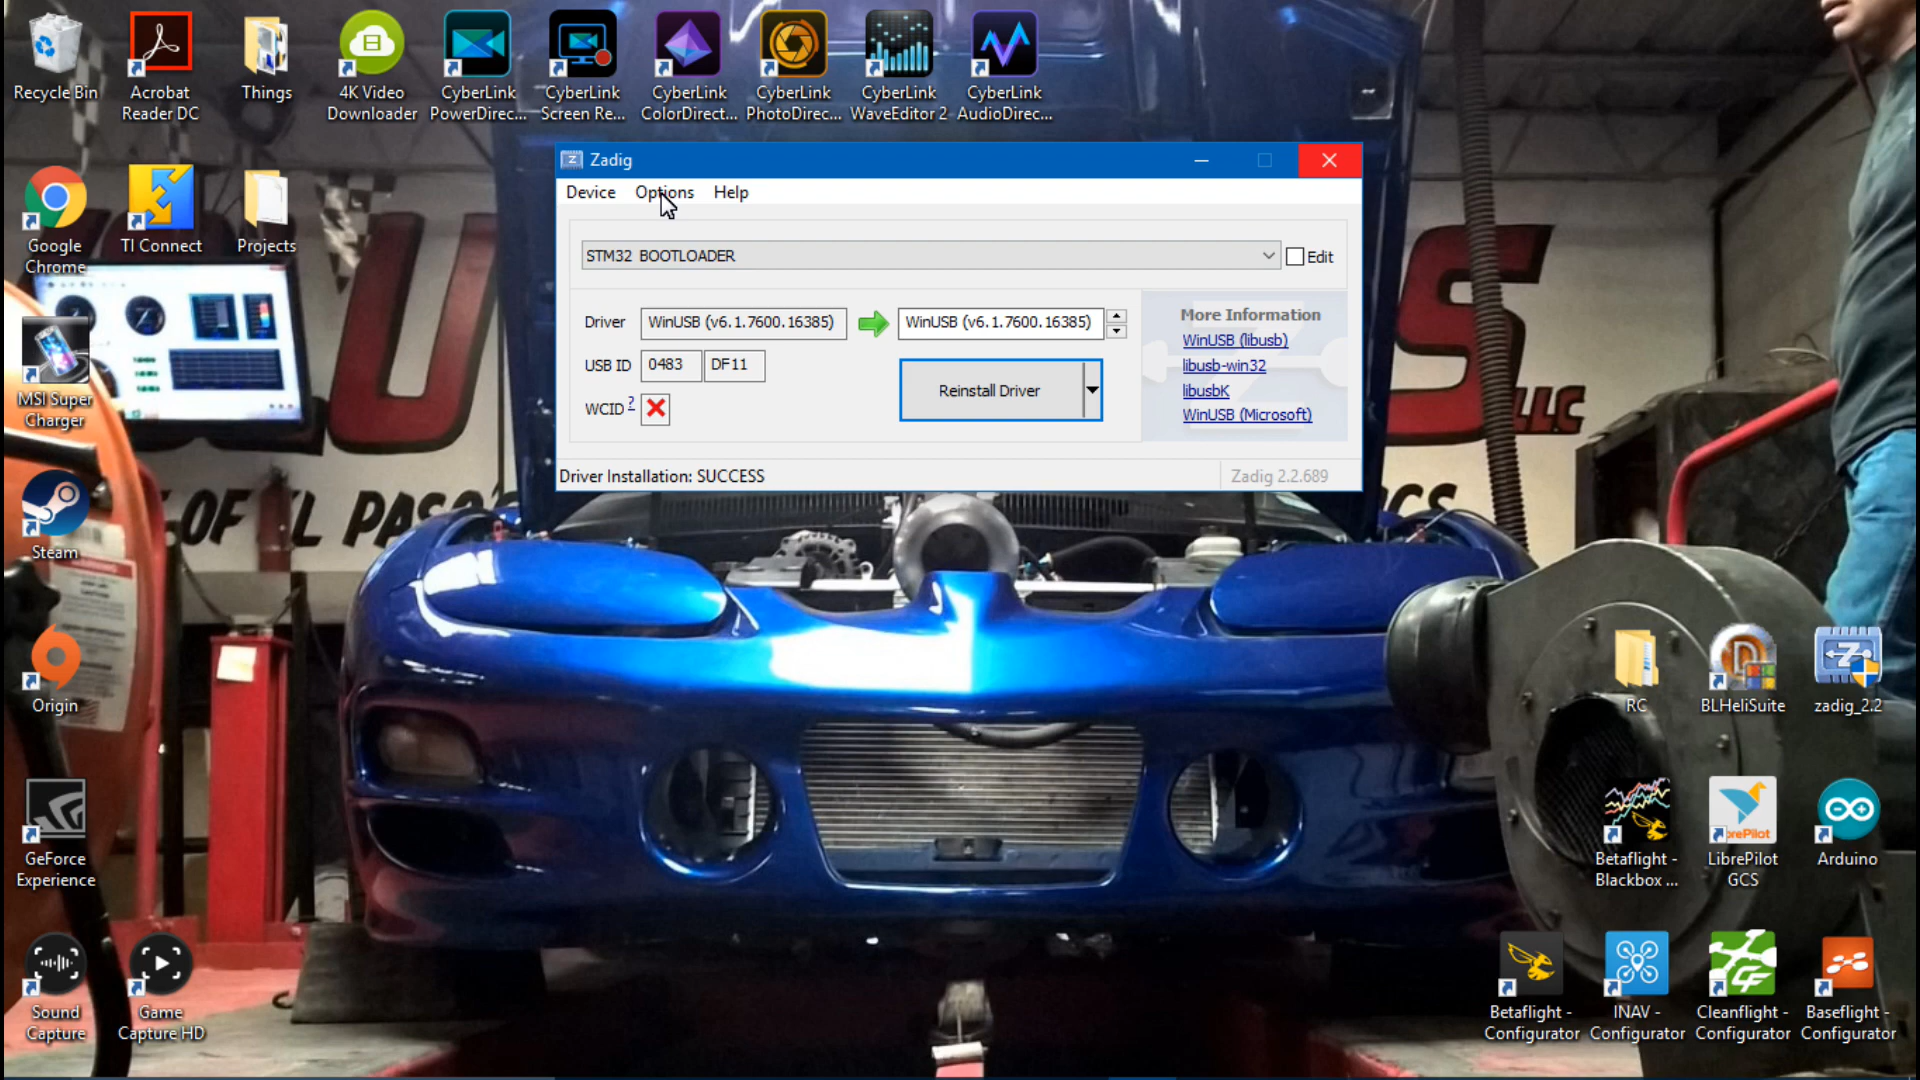 Recycle Bin
Acrobat
Reader DC
Things
4K Video
Downloader
CyberLink
PowerDirec...
CyberLink
Screen Re...
CyberLink
ColorDirect...
CyberLink
PhotoDirec...
CyberLink
WaveEditor 2
CyberLink
AudioDirec...
Google
Chrome
TI Connect
Projects
MSI Super
Charger
Steam
Origin
GeForce
Experience
Sound
Capture
Game
Capture HD
Zadig
Device Options Help
STM32 BOOTLOADER
Edit
Driver
WinUSB (v6.1.7600.16385)
WinUSB (v6.1.7600.16385)
USB ID
0483
DF11
WCID ?
Reinstall Driver
More Information
WinUSB (libusb)
libusb-win32
libusbK
WinUSB (Microsoft)
Driver Installation: SUCCESS
Zadig 2.2.689
LLC
OF EL PASO
RC
BLHeliSuite
zadig_2.2
Betaflight -
Blackbox ...
LibrePilot
GCS
Arduino
Betaflight -
Configurator
INAV -
Configurator
Cleanflight -
Configurator
Baseflight -
Configurator